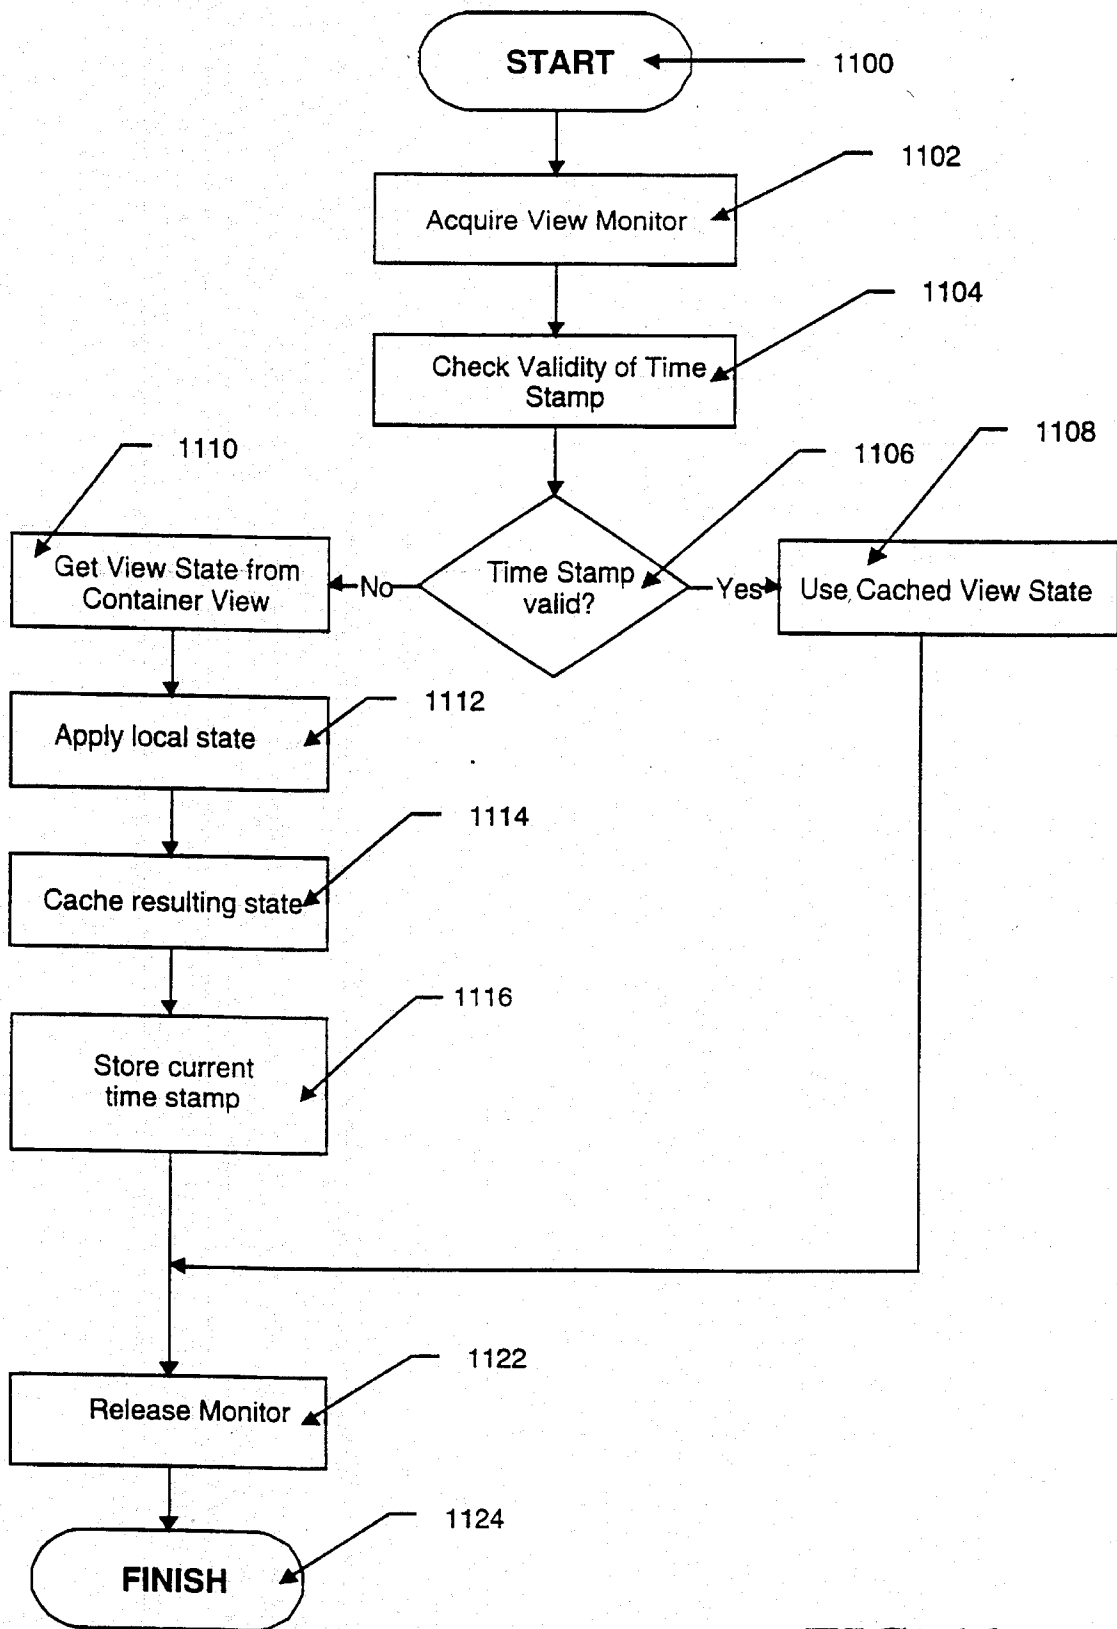 START
1100
1102
Acquire View Monitor
1104
Check Validity of Time
Stamp
1110
1108
1106
Get View State from
Container View
No
Time Stamp
valid?
Yes
Use Cached View State
1112
Apply local state
1114
Cache resulting state
1116
Store current
time stamp
1122
Release Monitor
1124
FINISH